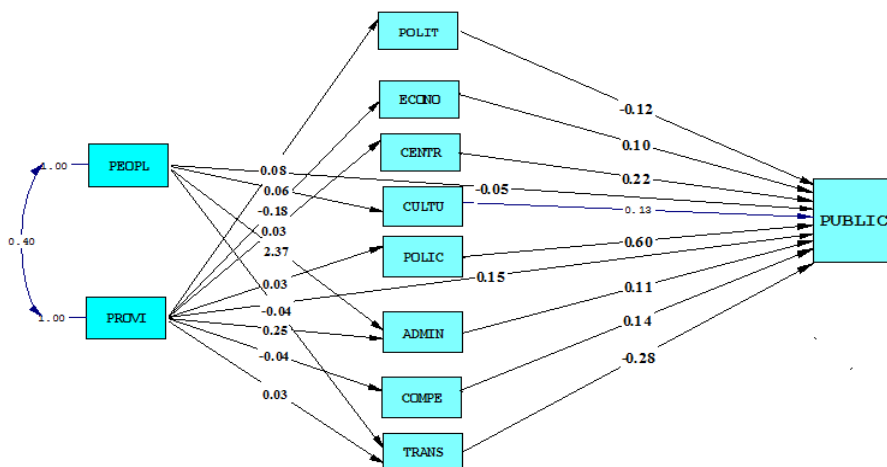 POLIT
-0.12
ECONO
0.10
CENTR
1.00
PEOPL
0.08
0.22
0.06
-0.05
CULTU
0.13
PUBLIC
-0.18
0.03
0.40
2.37
POLIC
0.60
0.03
0.15
1.00
PROVI
-0.04
0.11
0.25
ADMIN
0.14
-0.04
-0.28
0.03
COMPE
TRANS